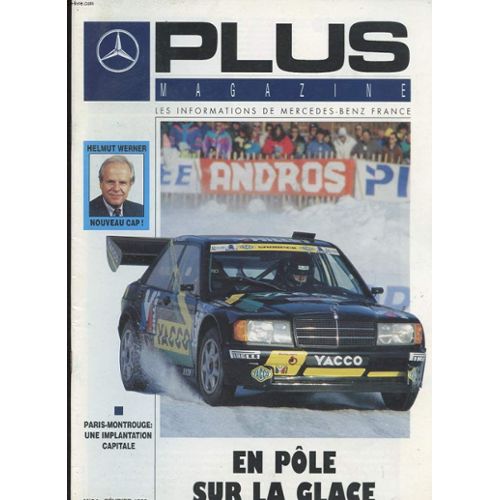 PLUS
MAGAZINE
LES INFORMATIONS DE MERCEDES-BENZ FRANCE
HELMUT WERNER
NOUVEAU CAP !
ANDROS
YACCO
YACCO
PARIS-MONTROUGE:
UNE IMPLANTATION
CAPITALE
EN PÔLE
SUR LA GLACE